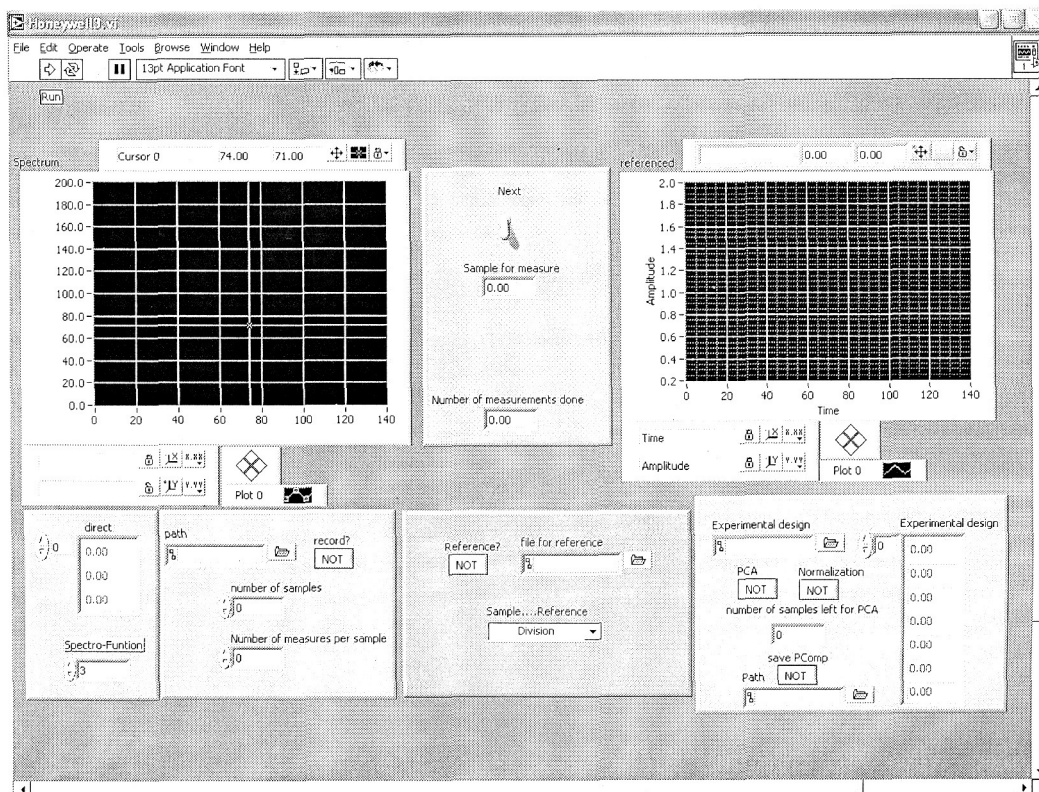 Honeywell3.vi
File Edit Operate Tools Browse Window Help
13pt Application Font
1
Run
Spectrum
Cursor 0 74.00 71.00
200.0
180.0
160.0
140.0
120.0
100.0
80.0
60.0
40.0
20.0
0.0
0 20 40 60 80 100 120 140
X.XX
Y.YY
Plot 0
Next
Sample for measure
0.00
Number of measurements done
0.00
referenced
0.00 0.00
Amplitude
2.0
1.8
1.6
1.4
1.2
1.0
0.8
0.6
0.4
0.2
0 20 40 60 80 100 120 140
Time
Time X.XX
Amplitude Y.YY
Plot 0
direct
0
0.00
0.00
0.00
Spectro-Funtion
3
path
record?
NOT
number of samples
0
Number of measures per sample
0
Reference?
NOT
file for reference
Sample....Reference
Division
Experimental design
PCA
NOT
Normalization
NOT
number of samples left for PCA
0
save PComp
Path NOT
Experimental design
0
0.00
0.00
0.00
0.00
0.00
0.00
0.00